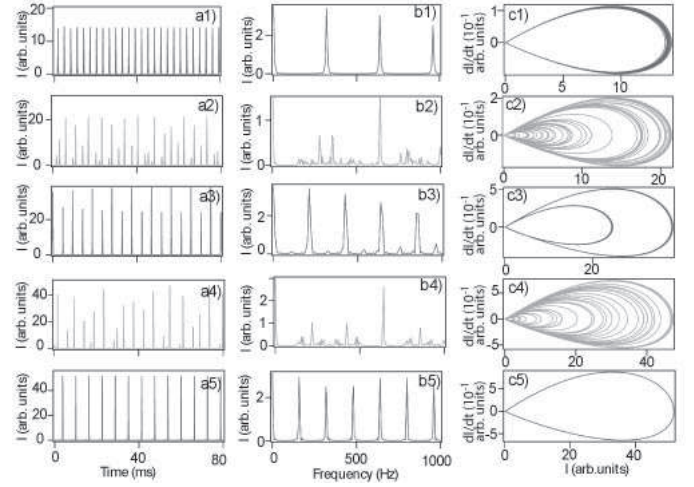 a1)
I (arb. units)
20
10
0
b1)
I (arb. units)
1
0
c1)
dI/dt (10⁻¹
arb. units)
1
0
-1
5
10
a2)
I (arb. units)
20
0
b2)
I (arb. units)
1
0
c2)
dI/dt (10⁻¹
arb. units)
2
0
-2
0
10
20
a3)
I (arb. units)
20
0
b3)
I (arb. units)
2
0
c3)
dI/dt (10⁻¹
arb. units)
5
0
0
20
a4)
I (arb. units)
40
20
0
b4)
I (arb. units)
2
1
0
c4)
dI/dt (10⁻¹
arb. units)
5
0
-5
0
20
40
a5)
I (arb. units)
50
20
0
0
40
80
Time (ms)
b5)
I (arb. units)
2
0
0
500
1000
Frequency (Hz)
c5)
dI/dt (10⁻¹
arb. units)
5
0
-5
0
20
40
I (arb.units)